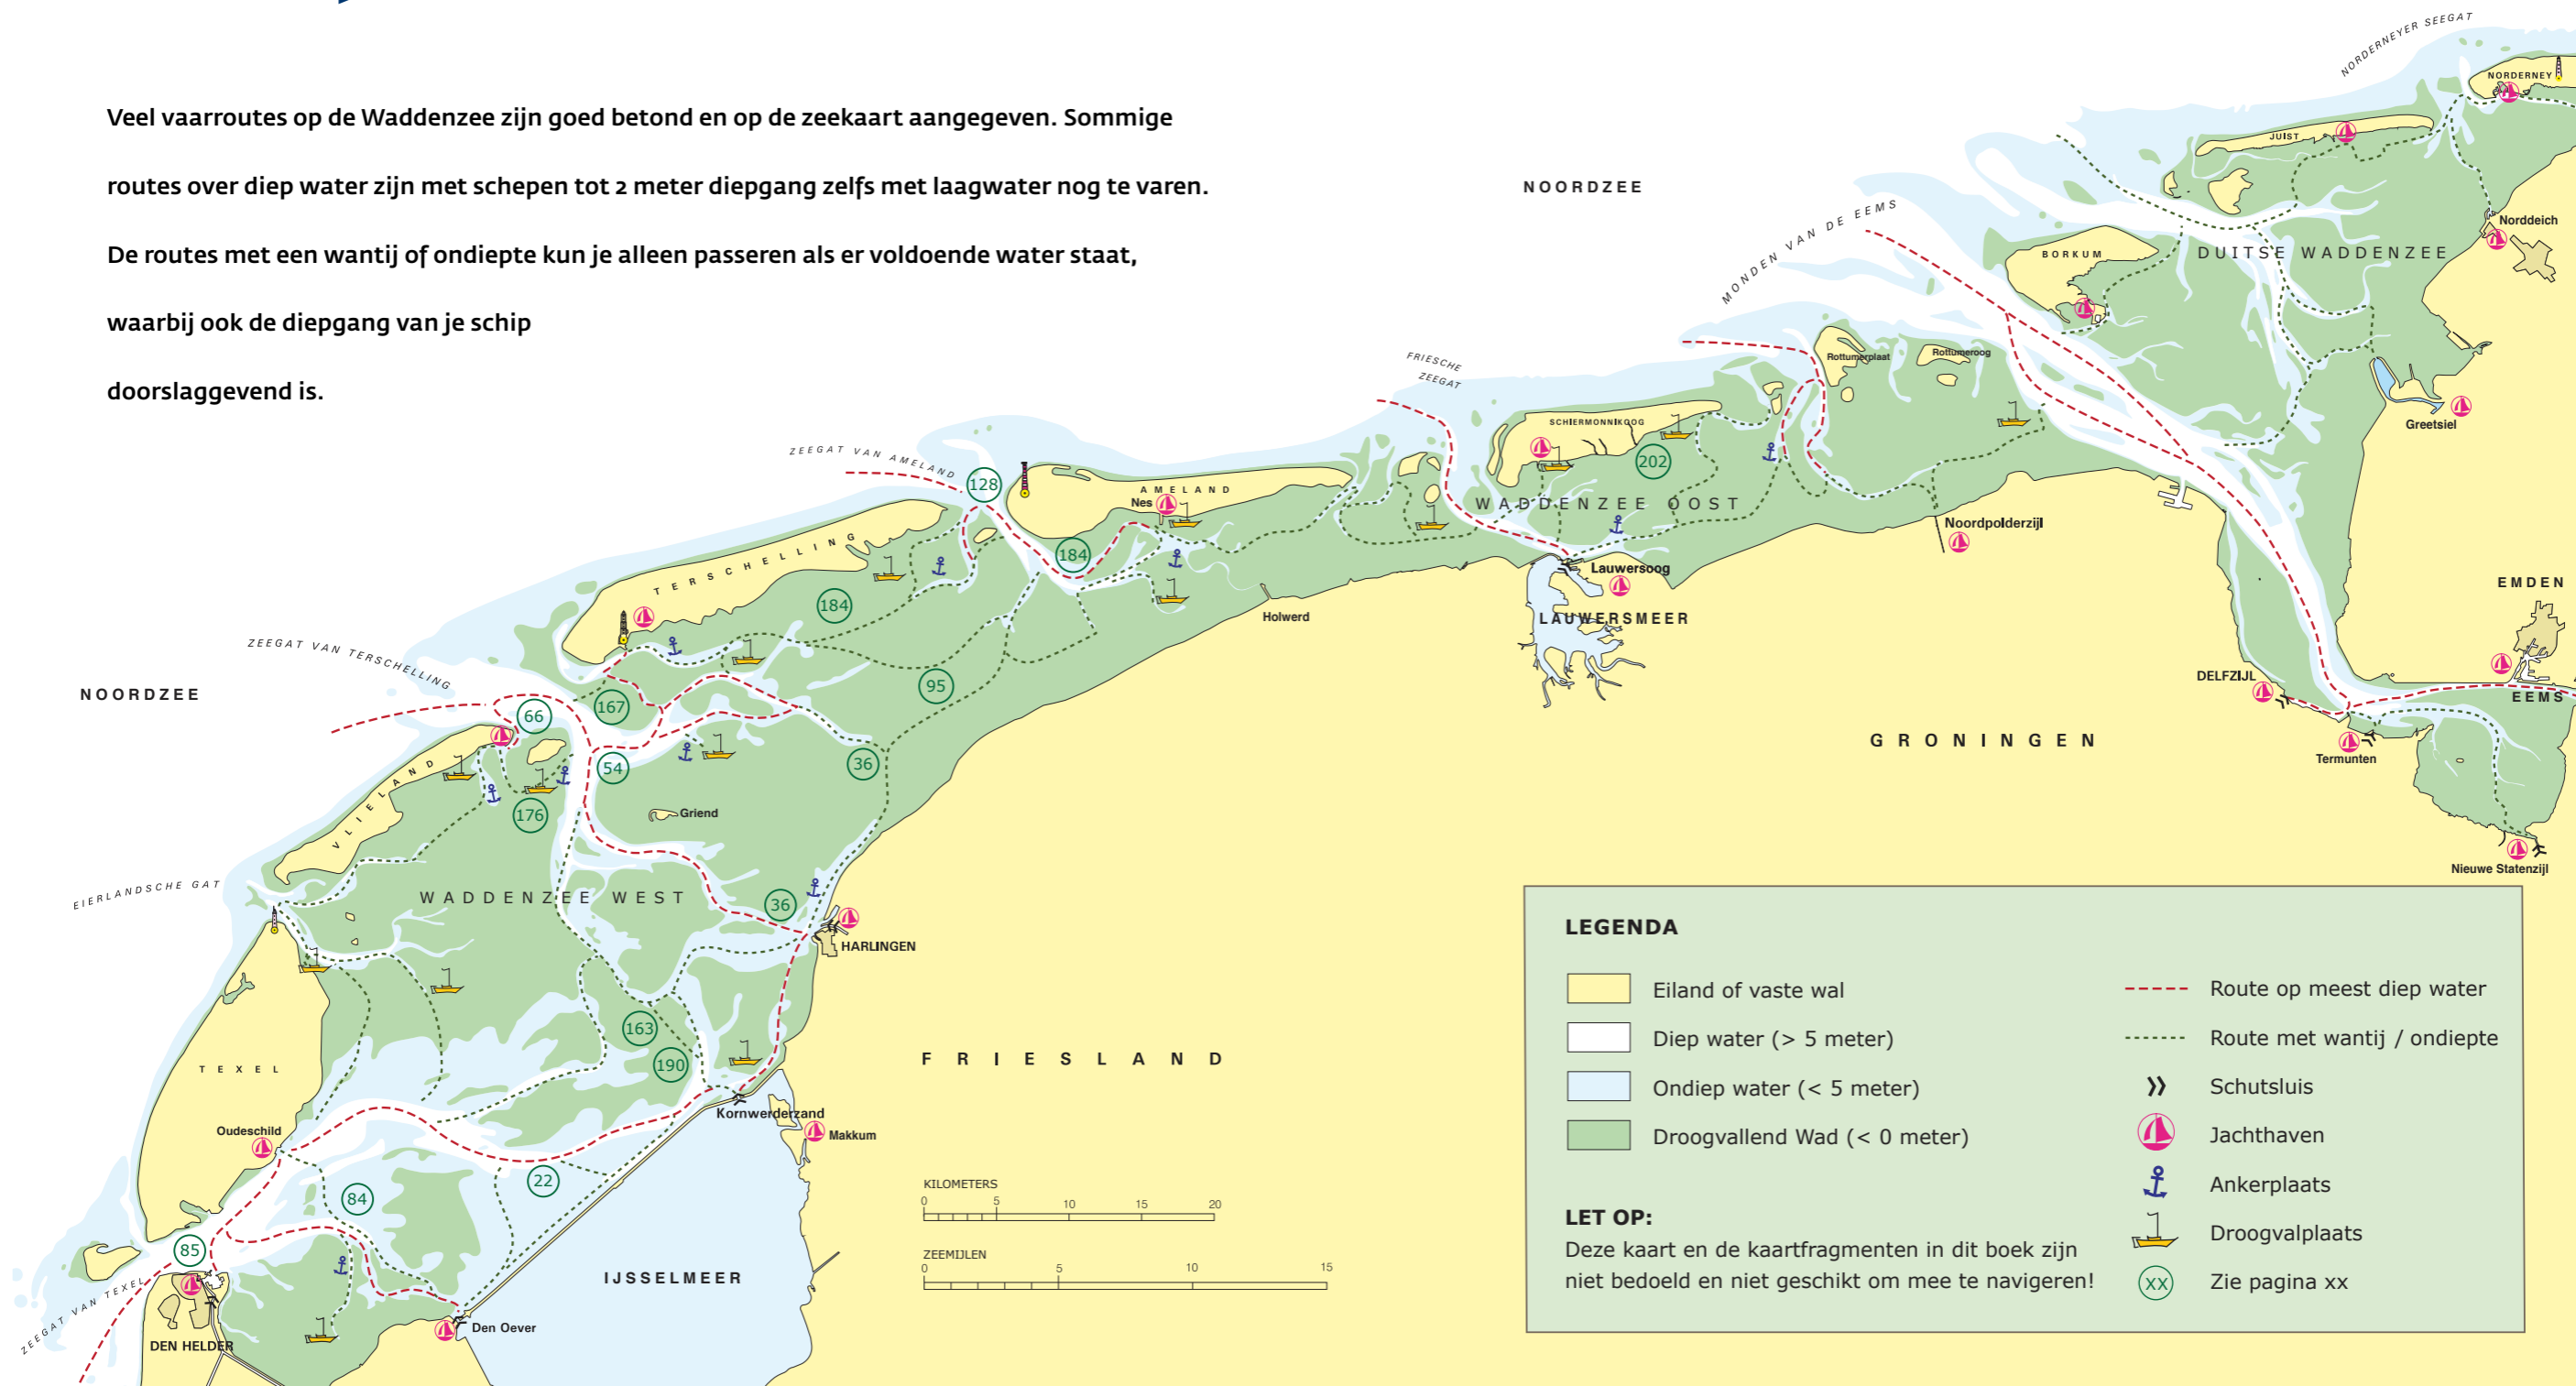 Veel vaarroutes op de Waddenzee zijn goed betond en op de zeekaart aangegeven. Sommige
routes over diep water zijn met schepen tot 2 meter diepgang zelfs met laagwater nog te varen.
De routes met een wantij of ondiepte kun je alleen passeren als er voldoende water staat,
waarbij ook de diepgang van je schip
doorslaggevend is.
NORDERNEYER SEEGAT
NORDERNEY
JUIST
NOORDZEE
MONDEN VAN DE EEMS
Norddeich
BORKUM
DUITSE WADDENZEE
FRIESCHE
ZEEGAT
Rottumerplaat
Rottumeroog
Greetsiel
SCHIERMONNIKOOG
202
ZEEGAT VAN AMELAND
128
AMELAND
Nes
WADDENZEE OOST
Noordpolderzijl
184
Lauwersoog
LAUWERSMEER
Holwerd
EMDEN
EEMS
DELFZIJL
Termunten
Nieuwe Statenzijl
GRONINGEN
TERSCHELLING
184
ZEEGAT VAN TERSCHELLING
NOORDZEE
95
167
66
54
36
VLIELAND
176
Griend
EIERLANDSCHE GAT
WADDENZEE WEST
36
HARLINGEN
TEXEL
163
190
FRIESLAND
Kornwerderzand
Makkum
Oudeschild
22
84
85
ZEEGAT VAN TEXEL
DEN HELDER
Den Oever
IJSSELMEER
KILOMETERS
0 5 10 15 20
ZEEMIJLEN
0 5 10 15
LEGENDA
Eiland of vaste wal
Diep water (> 5 meter)
Ondiep water (< 5 meter)
Droogvallend Wad (< 0 meter)
Route op meest diep water
Route met wantij / ondiepte
Schutsluis
Jachthaven
Ankerplaats
Droogvalplaats
xx Zie pagina xx
LET OP:
Deze kaart en de kaartfragmenten in dit boek zijn
niet bedoeld en niet geschikt om mee te navigeren!